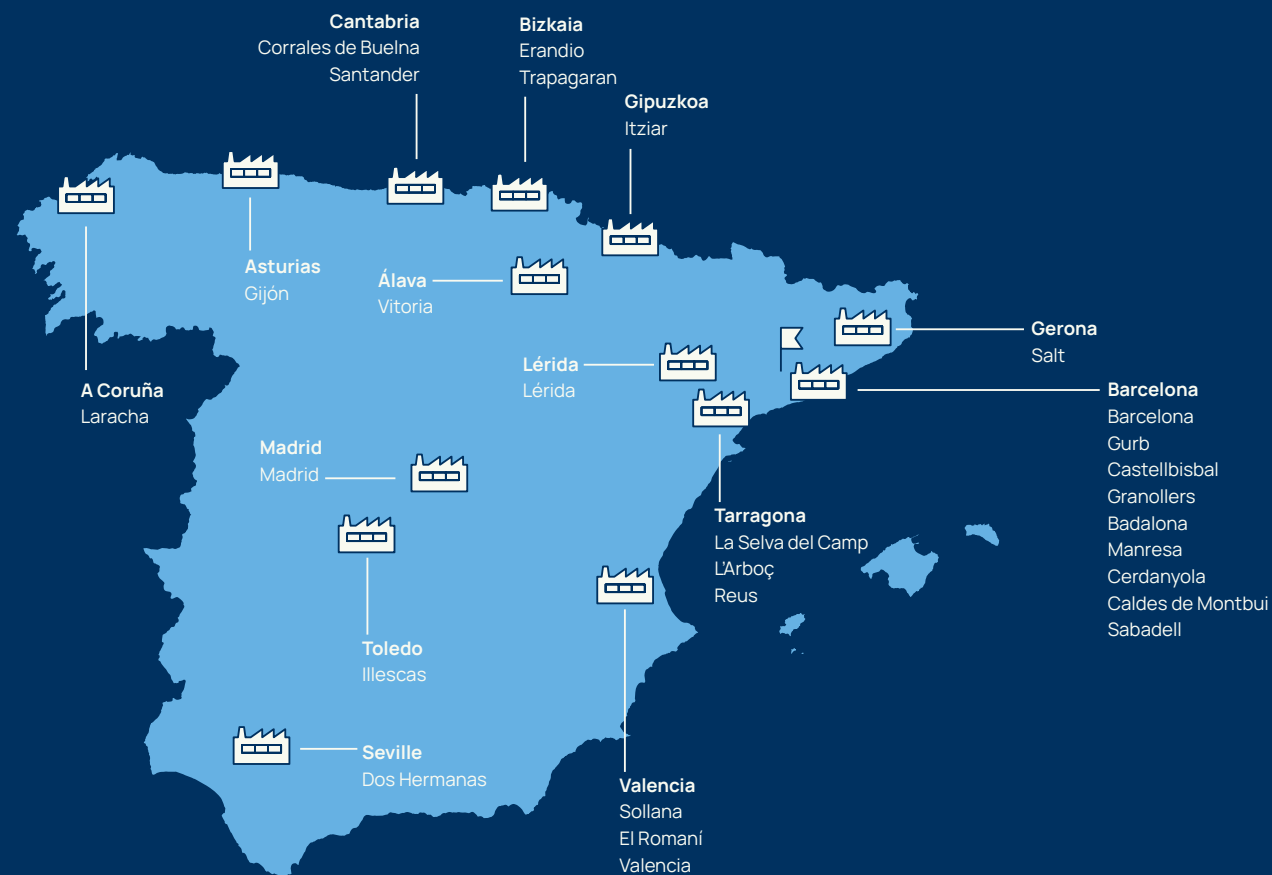 Cantabria
Corrales de Buelna
Santander
Bizkaia
Erandio
Trapagaran
Gipuzkoa
Itziar
Asturias
Gijón
Álava
Vitoria
A Coruña
Laracha
Lérida
Lérida
Gerona
Salt
Barcelona
Barcelona
Gurb
Castellbisbal
Granollers
Badalona
Manresa
Cerdanyola
Caldes de Montbui
Sabadell
Madrid
Madrid
Tarragona
La Selva del Camp
L'Arboç
Reus
Toledo
Illescas
Seville
Dos Hermanas
Valencia
Sollana
El Romaní
Valencia